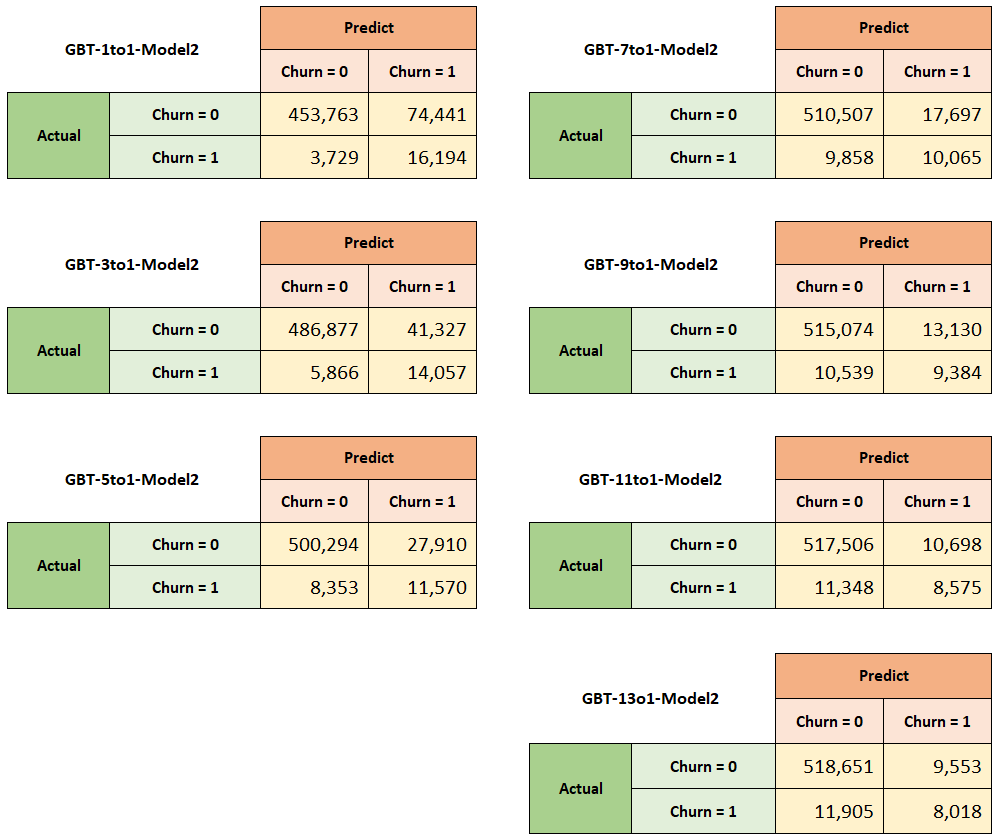 Predict
GBT-1to1-Model2
Churn = 0 Churn = 1
Actual
Churn = 0 453,763 74,441
Churn = 1 3,729 16,194
Predict
GBT-3to1-Model2
Churn = 0 Churn = 1
Actual
Churn = 0 486,877 41,327
Churn = 1 5,866 14,057
Predict
GBT-5to1-Model2
Churn = 0 Churn = 1
Actual
Churn = 0 500,294 27,910
Churn = 1 8,353 11,570
Predict
GBT-7to1-Model2
Churn = 0 Churn = 1
Actual
Churn = 0 510,507 17,697
Churn = 1 9,858 10,065
Predict
GBT-9to1-Model2
Churn = 0 Churn = 1
Actual
Churn = 0 515,074 13,130
Churn = 1 10,539 9,384
Predict
GBT-11to1-Model2
Churn = 0 Churn = 1
Actual
Churn = 0 517,506 10,698
Churn = 1 11,348 8,575
Predict
GBT-13o1-Model2
Churn = 0 Churn = 1
Actual
Churn = 0 518,651 9,553
Churn = 1 11,905 8,018